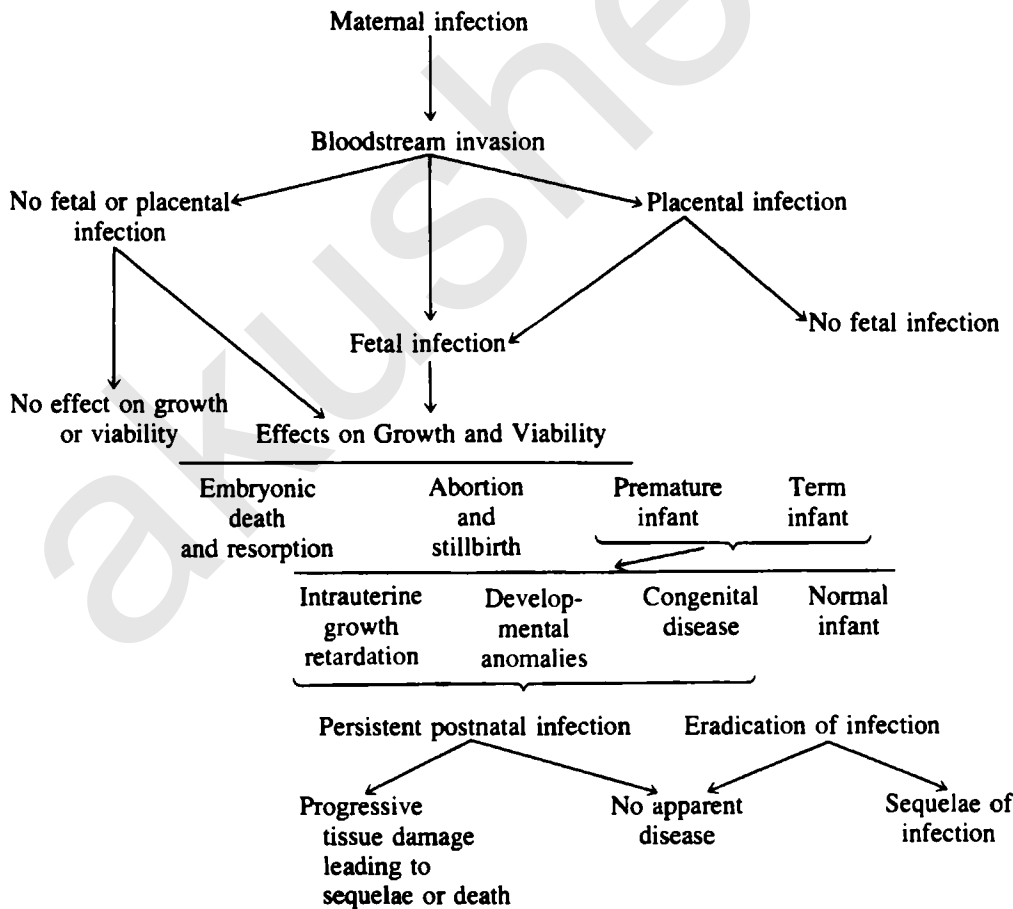 Maternal infection
Bloodstream invasion
No fetal or placental
infection
Placental infection
Fetal infection
No fetal infection
No effect on growth
or viability
Effects on Growth and Viability
Embryonic
death
and resorption
Abortion
and
stillbirth
Premature
infant
Term
infant
Intrauterine
growth
retardation
Develop-
mental
anomalies
Congenital
disease
Normal
infant
Persistent postnatal infection
Eradication of infection
Progressive
tissue damage
leading to
sequelae or death
No apparent
disease
Sequelae of
infection
akushe